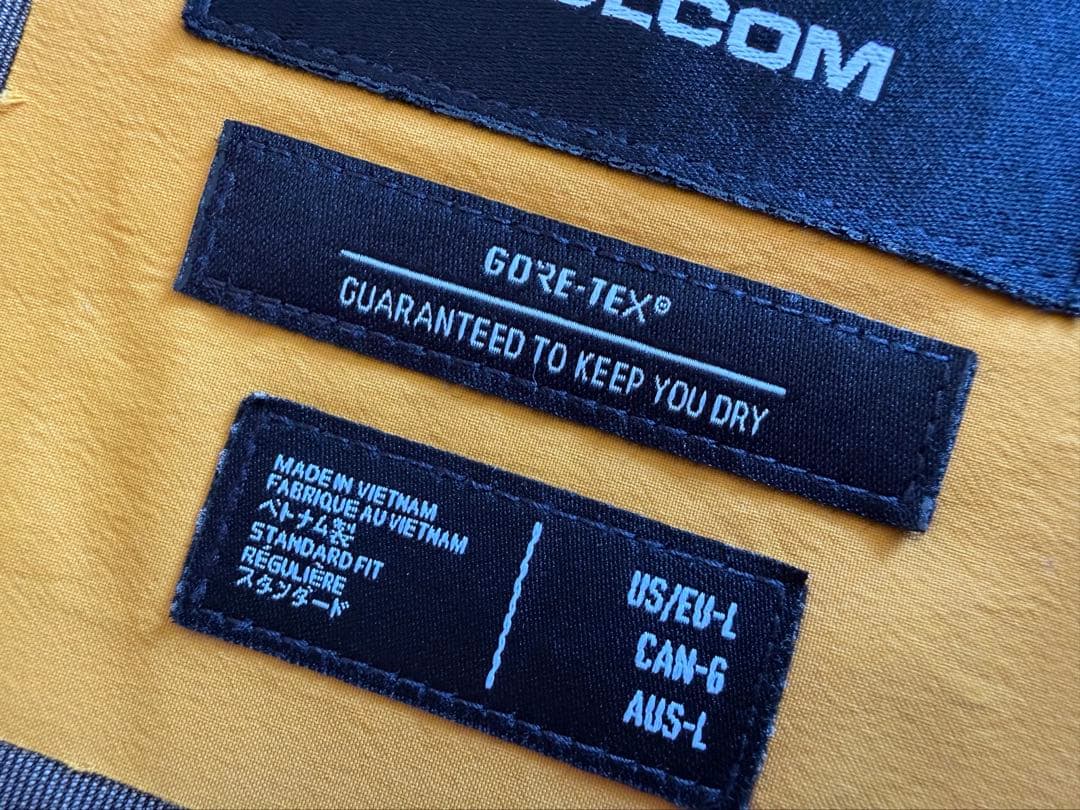 OLCOM
GORE-TEX®
GUARANTEED TO KEEP YOU DRY
MADE IN VIETNAM
FABRIQUE AU VIETNAM
ベトナム製
STANDARD FIT
RÉGULIÈRE
スタンダード
US/EU-L
CAN-G
AUS-L